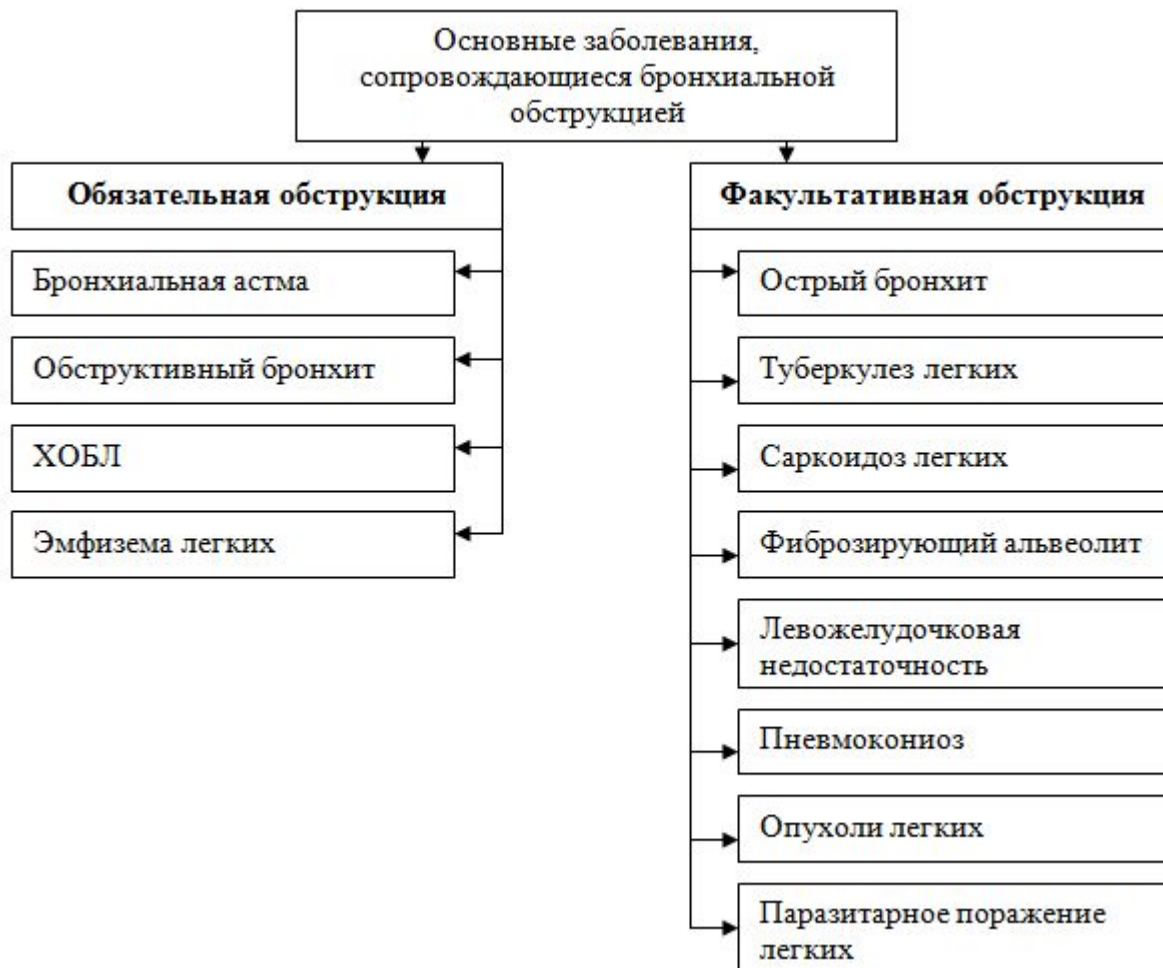 Основные заболевания,
сопровождающиеся бронхиальной
обструкцией
Обязательная обструкция
Бронхиальная астма
Обструктивный бронхит
ХОБЛ
Эмфизема легких
Факультативная обструкция
Острый бронхит
Туберкулез легких
Саркоидоз легких
Фиброзирующий альвеолит
Левожелудочковая
недостаточность
Пневмокониоз
Опухоли легких
Паразитарное поражение
легких